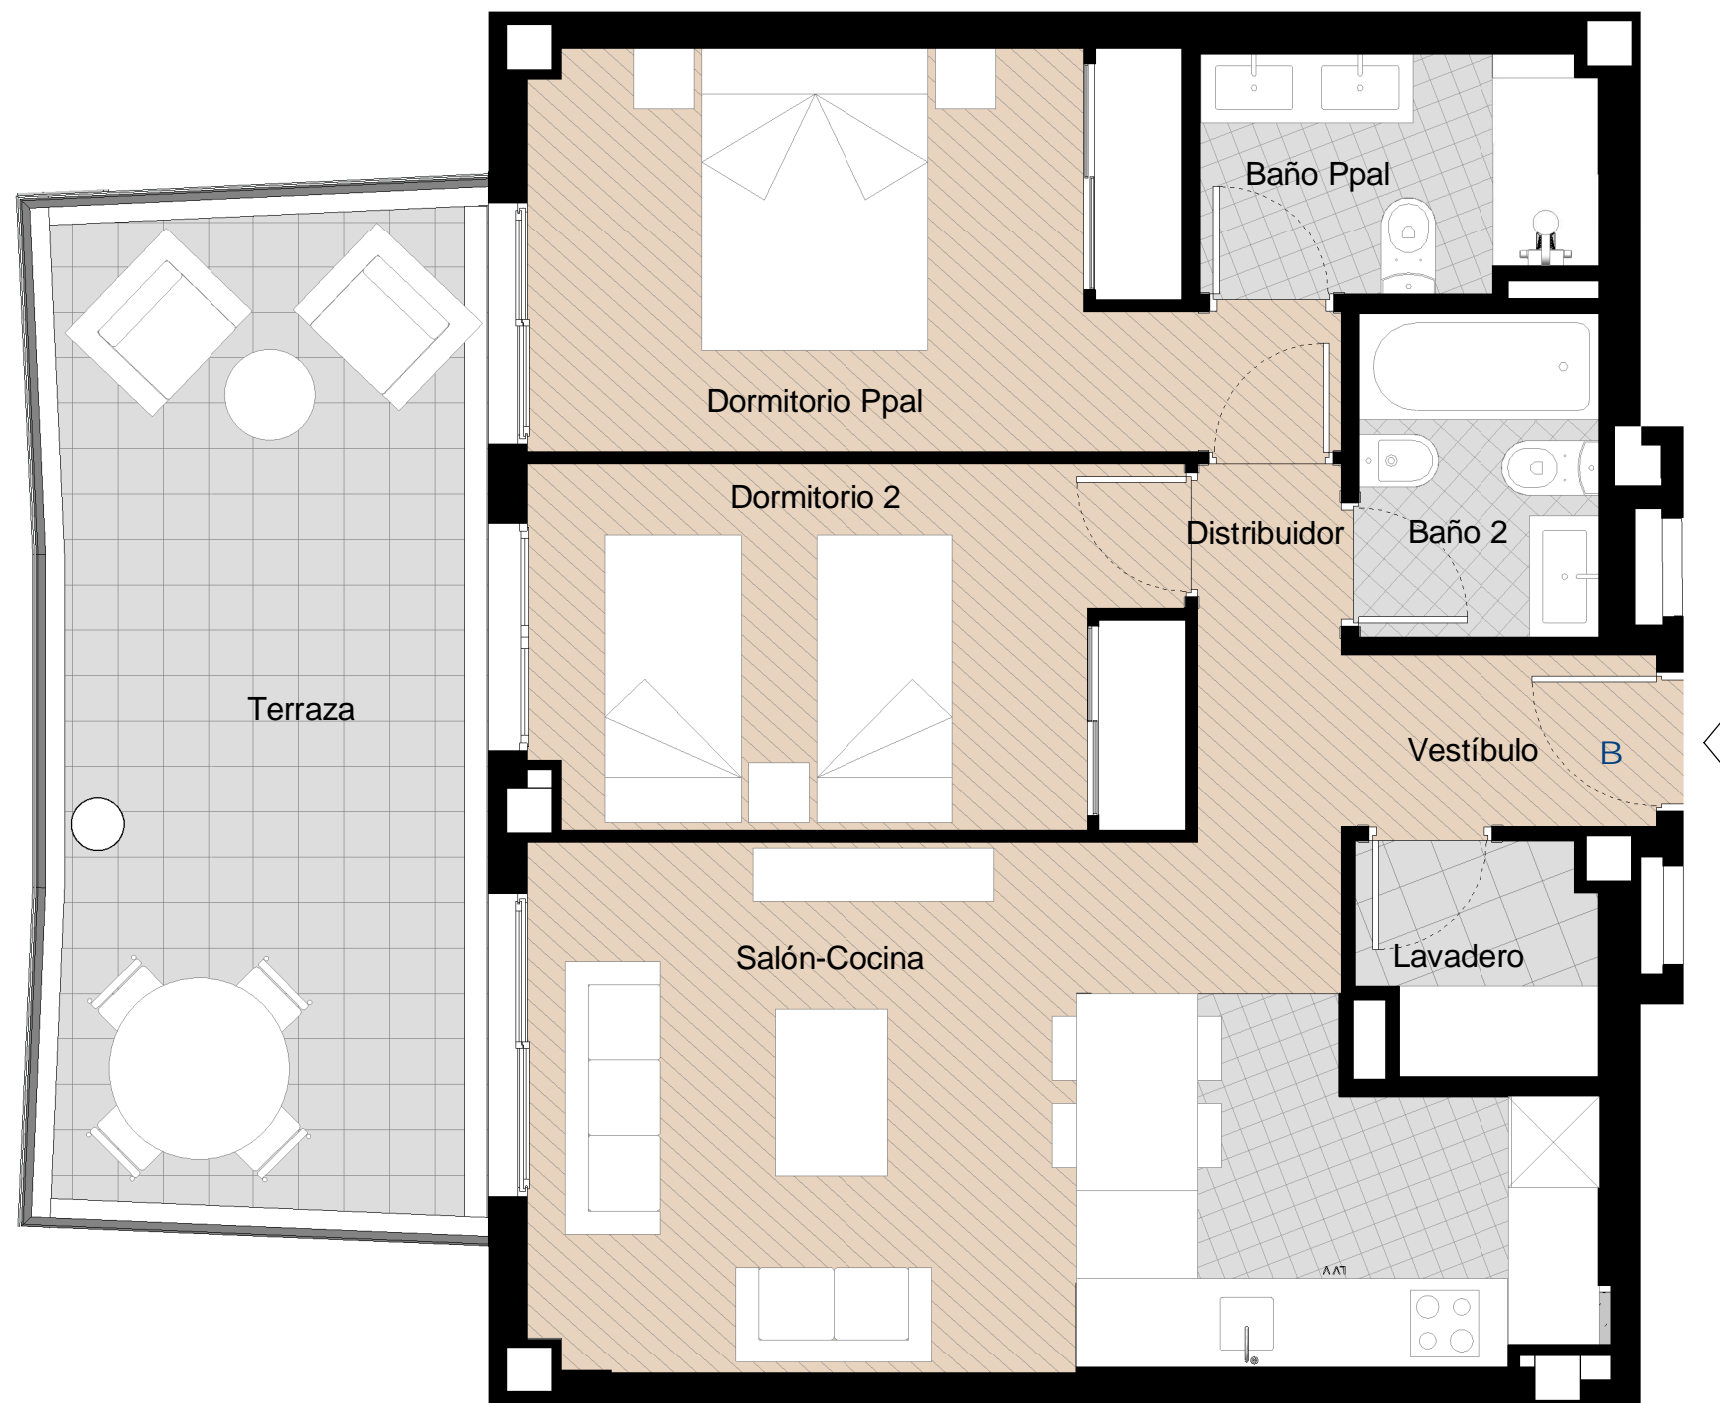 Baño Ppal
Dormitorio Ppal
Dormitorio 2
Distribuidor
Baño 2
Terraza
Vestíbulo
B
Salón-Cocina
Lavadero